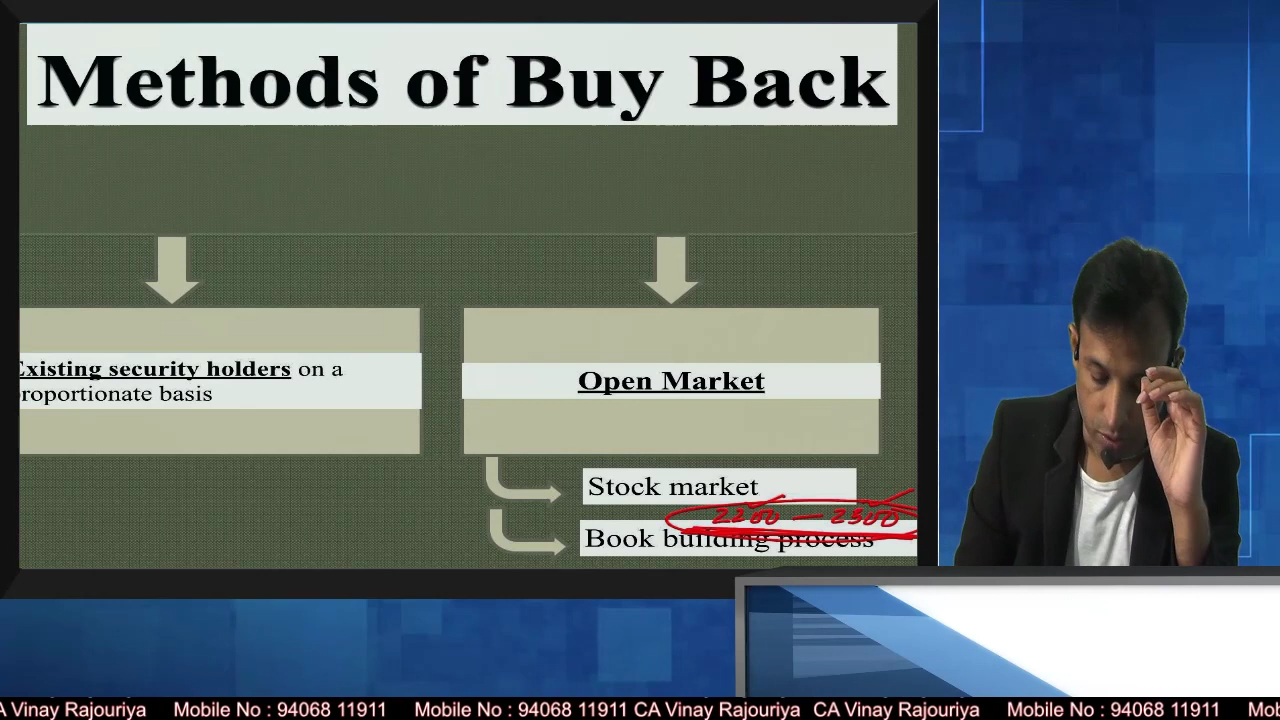 Methods of Buy Back
Existing security holders on a
proportionate basis
Open Market
Stock market
2200 — 2300
Book building process
A Vinay Rajouriya Mobile No : 94068 11911 Mobile No : 94068 11911 CA Vinay Rajouriya CA Vinay Rajouriya Mobile No : 94068 11911 Mob